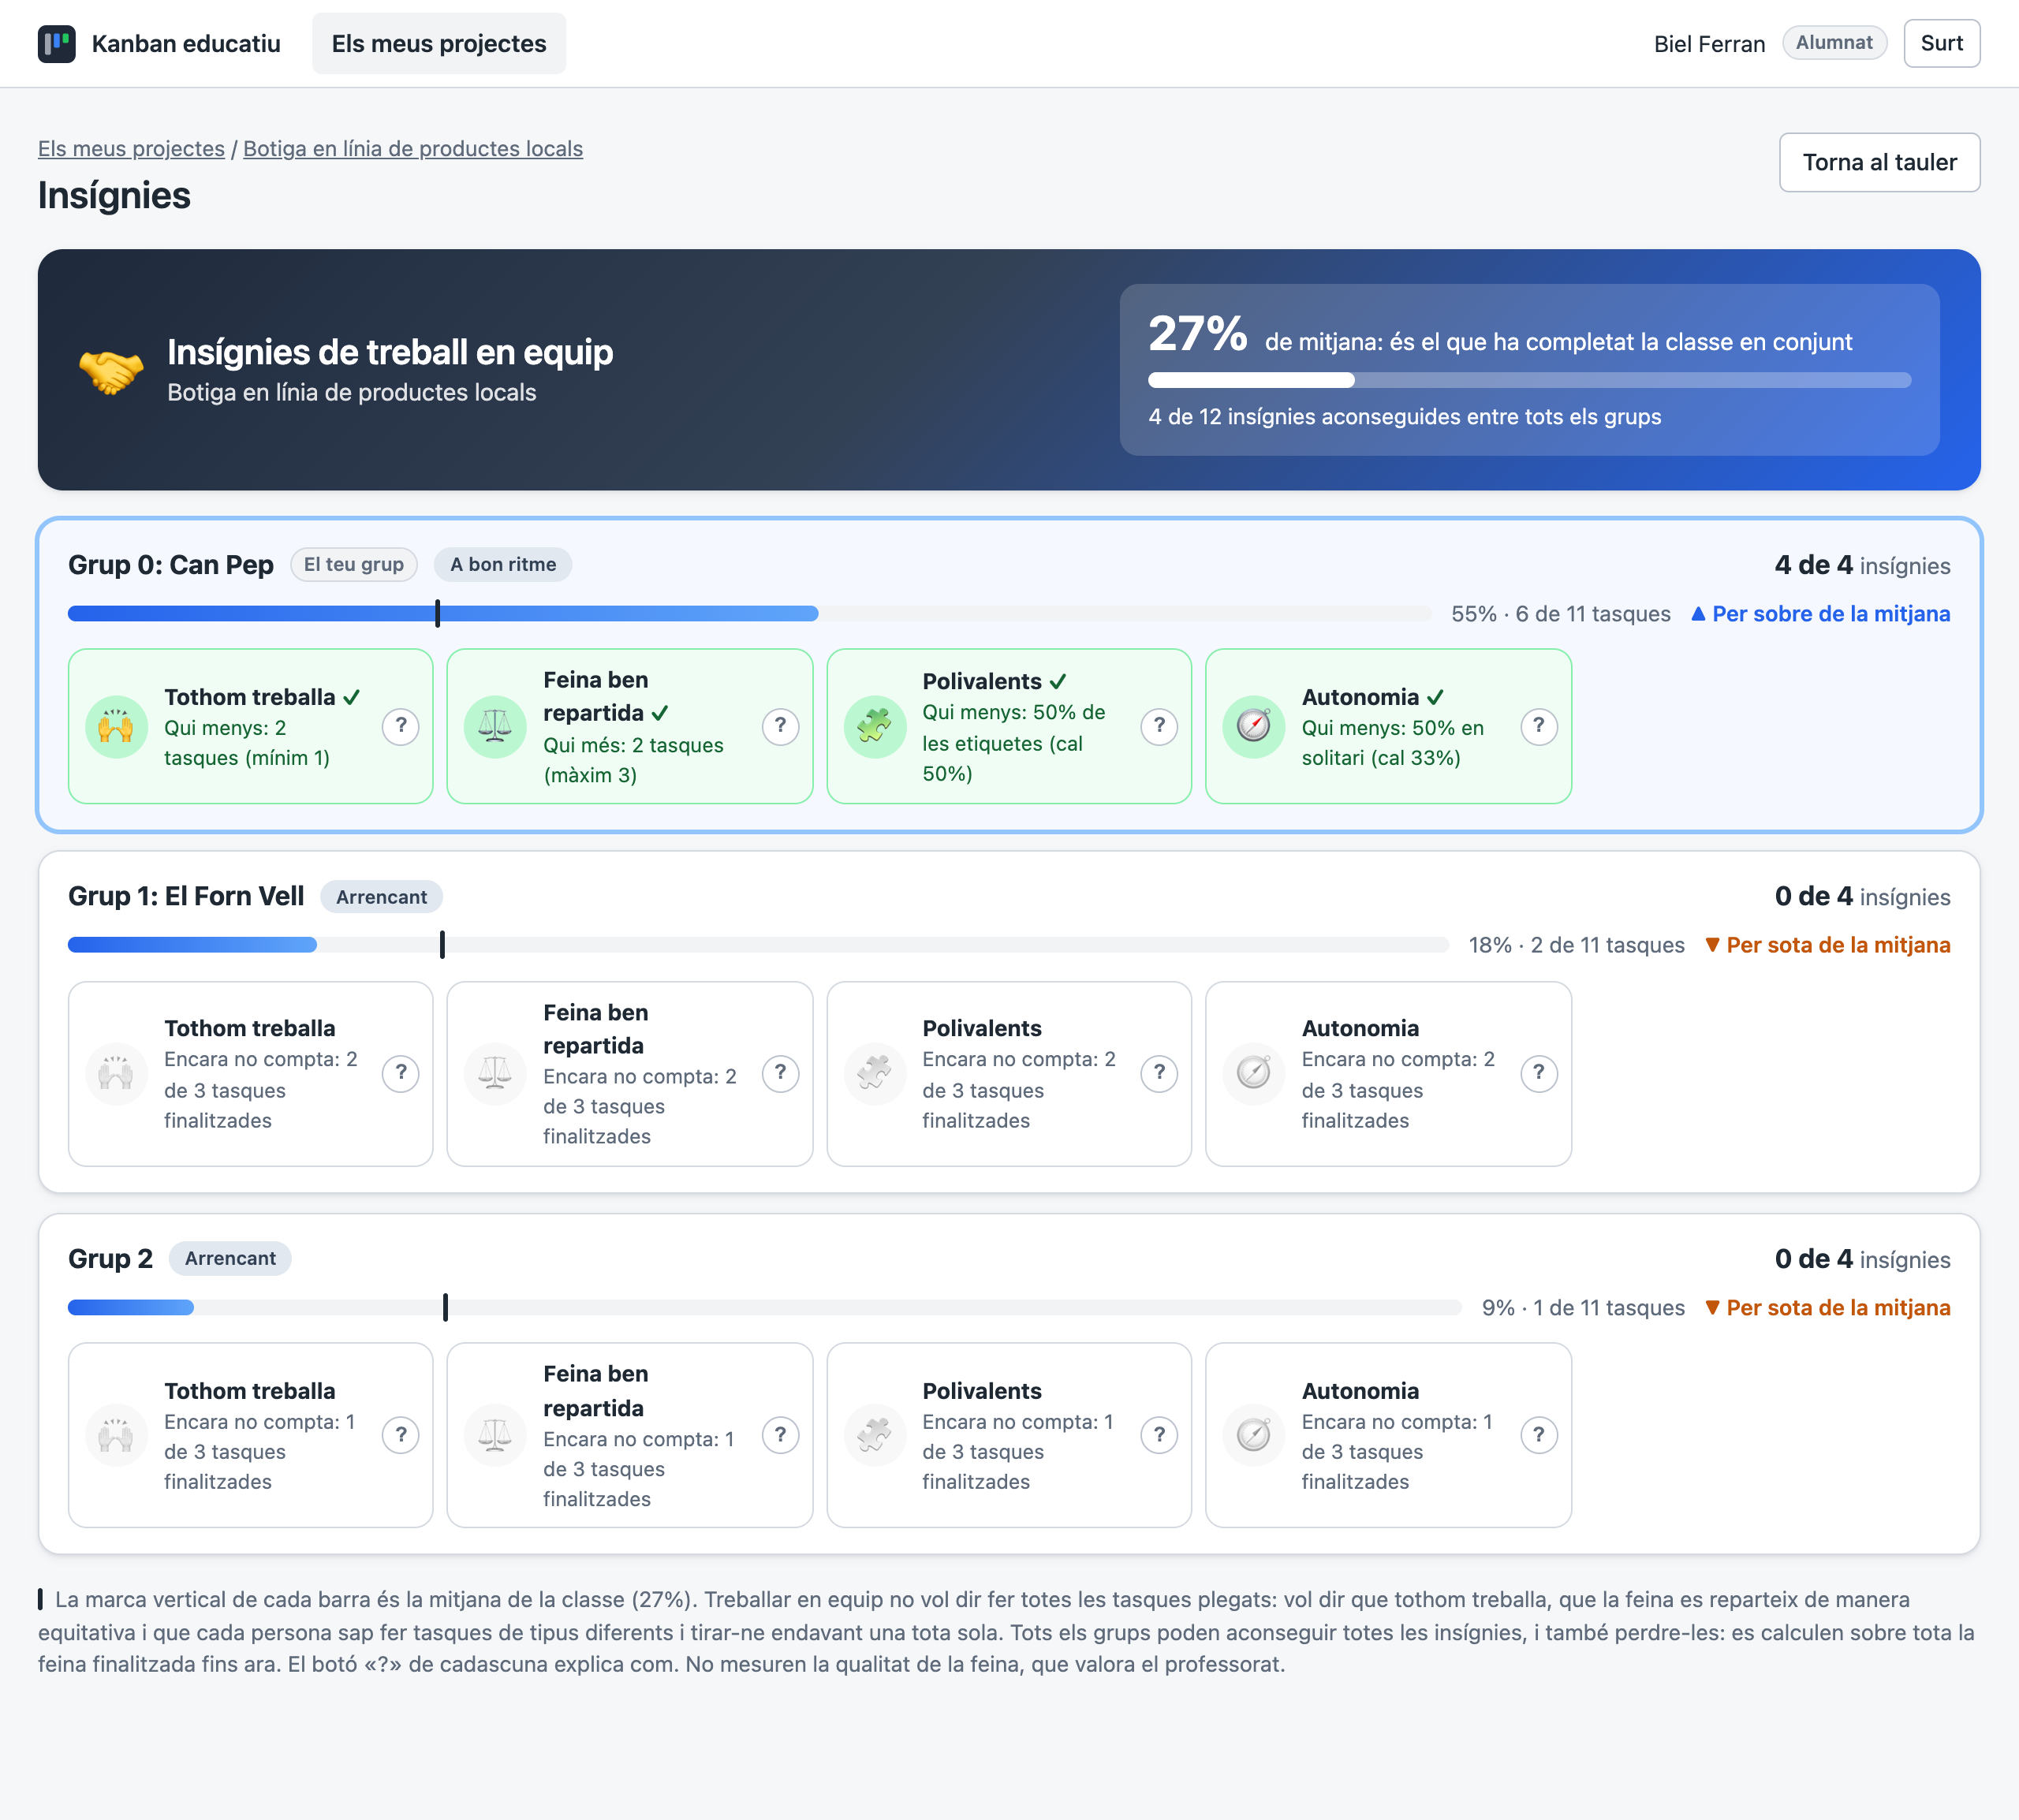 Kanban educatiu
Els meus projectes
Biel Ferran
Alumnat
Surt
Els meus projectes / Botiga en línia de productes locals
Torna al tauler
Insígnies
Insígnies de treball en equip
Botiga en línia de productes locals
27% de mitjana: és el que ha completat la classe en conjunt
4 de 12 insígnies aconseguides entre tots els grups
Grup 0: Can Pep
El teu grup
A bon ritme
4 de 4 insígnies
55% · 6 de 11 tasques
▲ Per sobre de la mitjana
Tothom treballa ✓
Qui menys: 2
tasques (mínim 1)
?
Feina ben
repartida ✓
Qui més: 2 tasques
(màxim 3)
?
Polivalents ✓
Qui menys: 50% de
les etiquetes (cal
50%)
?
Autonomia ✓
Qui menys: 50% en
solitari (cal 33%)
?
Grup 1: El Forn Vell
Arrencant
0 de 4 insígnies
18% · 2 de 11 tasques
▼ Per sota de la mitjana
Tothom treballa
Encara no compta: 2
de 3 tasques
finalitzades
?
Feina ben
repartida
Encara no compta: 2
de 3 tasques
finalitzades
?
Polivalents
Encara no compta: 2
de 3 tasques
finalitzades
?
Autonomia
Encara no compta: 2
de 3 tasques
finalitzades
?
Grup 2
Arrencant
0 de 4 insígnies
9% · 1 de 11 tasques
▼ Per sota de la mitjana
Tothom treballa
Encara no compta: 1
de 3 tasques
finalitzades
?
Feina ben
repartida
Encara no compta: 1
de 3 tasques
finalitzades
?
Polivalents
Encara no compta: 1
de 3 tasques
finalitzades
?
Autonomia
Encara no compta: 1
de 3 tasques
finalitzades
?
La marca vertical de cada barra és la mitjana de la classe (27%). Treballar en equip no vol dir fer totes les tasques plegats: vol dir que tothom treballa, que la feina es reparteix de manera
equitativa i que cada persona sap fer tasques de tipus diferents i tirar-ne endavant una tota sola. Tots els grups poden aconseguir totes les insígnies, i també perdre-les: es calculen sobre tota la
feina finalitzada fins ara. El botó «?» de cadascuna explica com. No mesuren la qualitat de la feina, que valora el professorat.